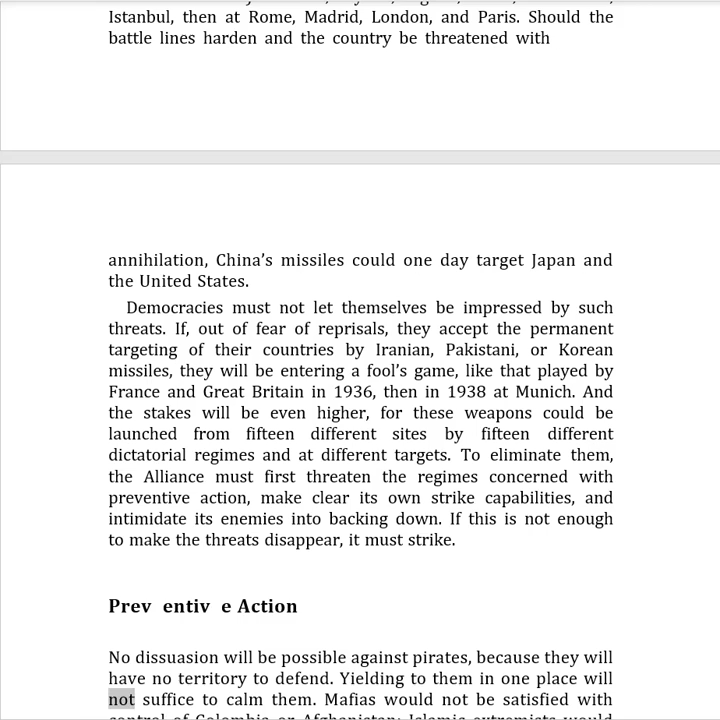 Istanbul, then at Rome, Madrid, London, and Paris. Should the
battle lines harden and the country be threatened with
annihilation, China’s missiles could one day target Japan and
the United States.
Democracies must not let themselves be impressed by such
threats. If, out of fear of reprisals, they accept the permanent
targeting of their countries by Iranian, Pakistani, or Korean
missiles, they will be entering a fool’s game, like that played by
France and Great Britain in 1936, then in 1938 at Munich. And
the stakes will be even higher, for these weapons could be
launched from fifteen different sites by fifteen different
dictatorial regimes and at different targets. To eliminate them,
the Alliance must first threaten the regimes concerned with
preventive action, make clear its own strike capabilities, and
intimidate its enemies into backing down. If this is not enough
to make the threats disappear, it must strike.
Prev entiv e Action
No dissuasion will be possible against pirates, because they will
have no territory to defend. Yielding to them in one place will
not suffice to calm them. Mafias would not be satisfied with
control of Colombia or Afghanistan; Islamic extremists would